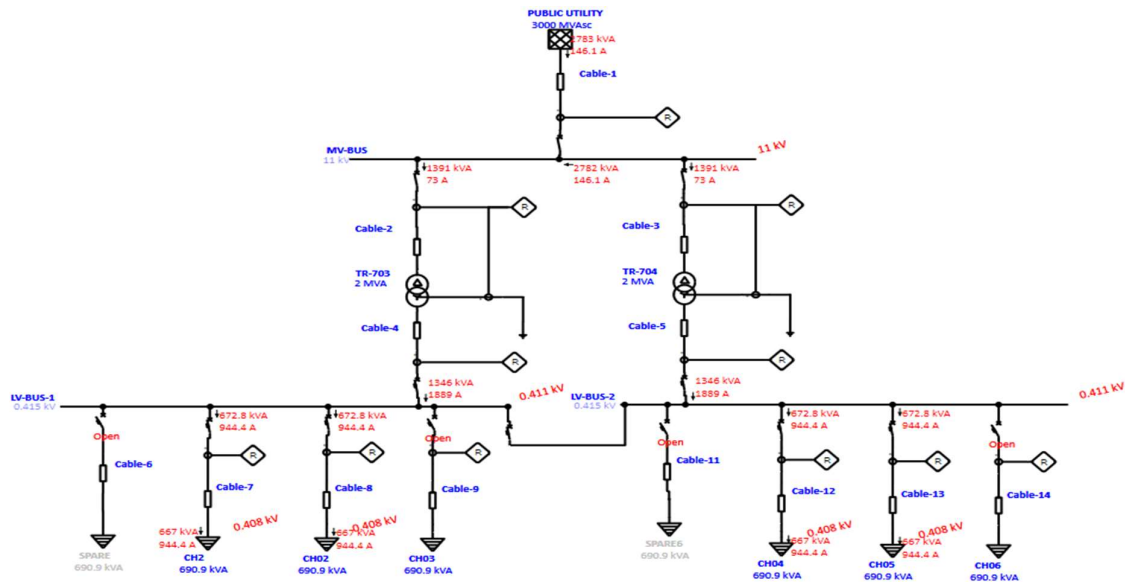 PUBLIC UTILITY
3000 MVAsc
2783 kVA
146.1 A
Cable-1
R
MV-BUS
11 kV
11 kV
1391 kVA
73 A
2782 kVA
146.1 A
1391 kVA
73 A
R
R
Cable-2
Cable-3
TR-703
2 MVA
TR-704
2 MVA
Cable-4
Cable-5
R
R
1346 kVA
1889 A
1346 kVA
1889 A
LV-BUS-1
0.415 kV
0.411 kV
LV-BUS-2
0.415 kV
0.411 kV
672.8 kVA
944.4 A
672.8 kVA
944.4 A
672.8 kVA
944.4 A
672.8 kVA
944.4 A
Open
Open
Open
Open
R
R
R
R
R
R
Cable-6
Cable-7
Cable-8
Cable-9
Cable-11
Cable-12
Cable-13
Cable-14
667 kVA
944.4 A
0.408 kV
667 kVA
944.4 A
0.408 kV
667 kVA
944.4 A
0.408 kV
667 kVA
944.4 A
0.408 kV
SPARE
690.9 kVA
CH2
690.9 kVA
CH02
690.9 kVA
CH03
690.9 kVA
SPARE6
690.9 kVA
CH04
690.9 kVA
CH05
690.9 kVA
CH06
690.9 kVA